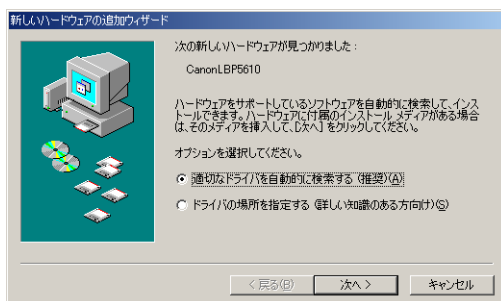 新しいハードウェアの追加ウィザード
次の新しいハードウェアが見つかりました:
CanonLBP5610
ハードウェアをサポートしているソフトウェアを自動的に検索して、インス
トールできます。ハードウェアに付属のインストール メディアがある場合
は、そのメディアを挿入して、[次へ] をクリックしてください。
オプションを選択してください。
適切なドライバを自動的に検索する (推奨)(A)
ドライバの場所を指定する (詳しい知識のある方向け)(S)
< 戻る(B)
次へ >
キャンセル